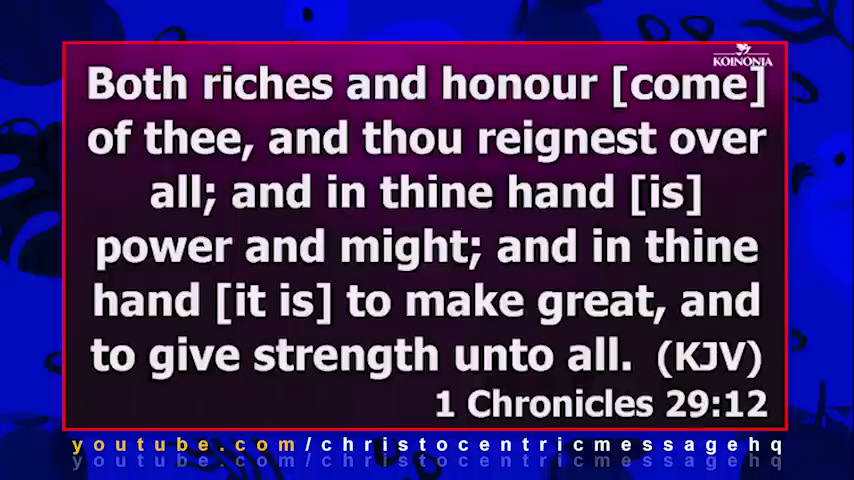 KOINONIA
Both riches and honour [come]
of thee, and thou reignest over
all; and in thine hand [is]
power and might; and in thine
hand [it is] to make great, and
to give strength unto all. (KJV)
1 Chronicles 29:12
youtube.com/christocentricmessagehq
youtube.com/christocentricmessagehq